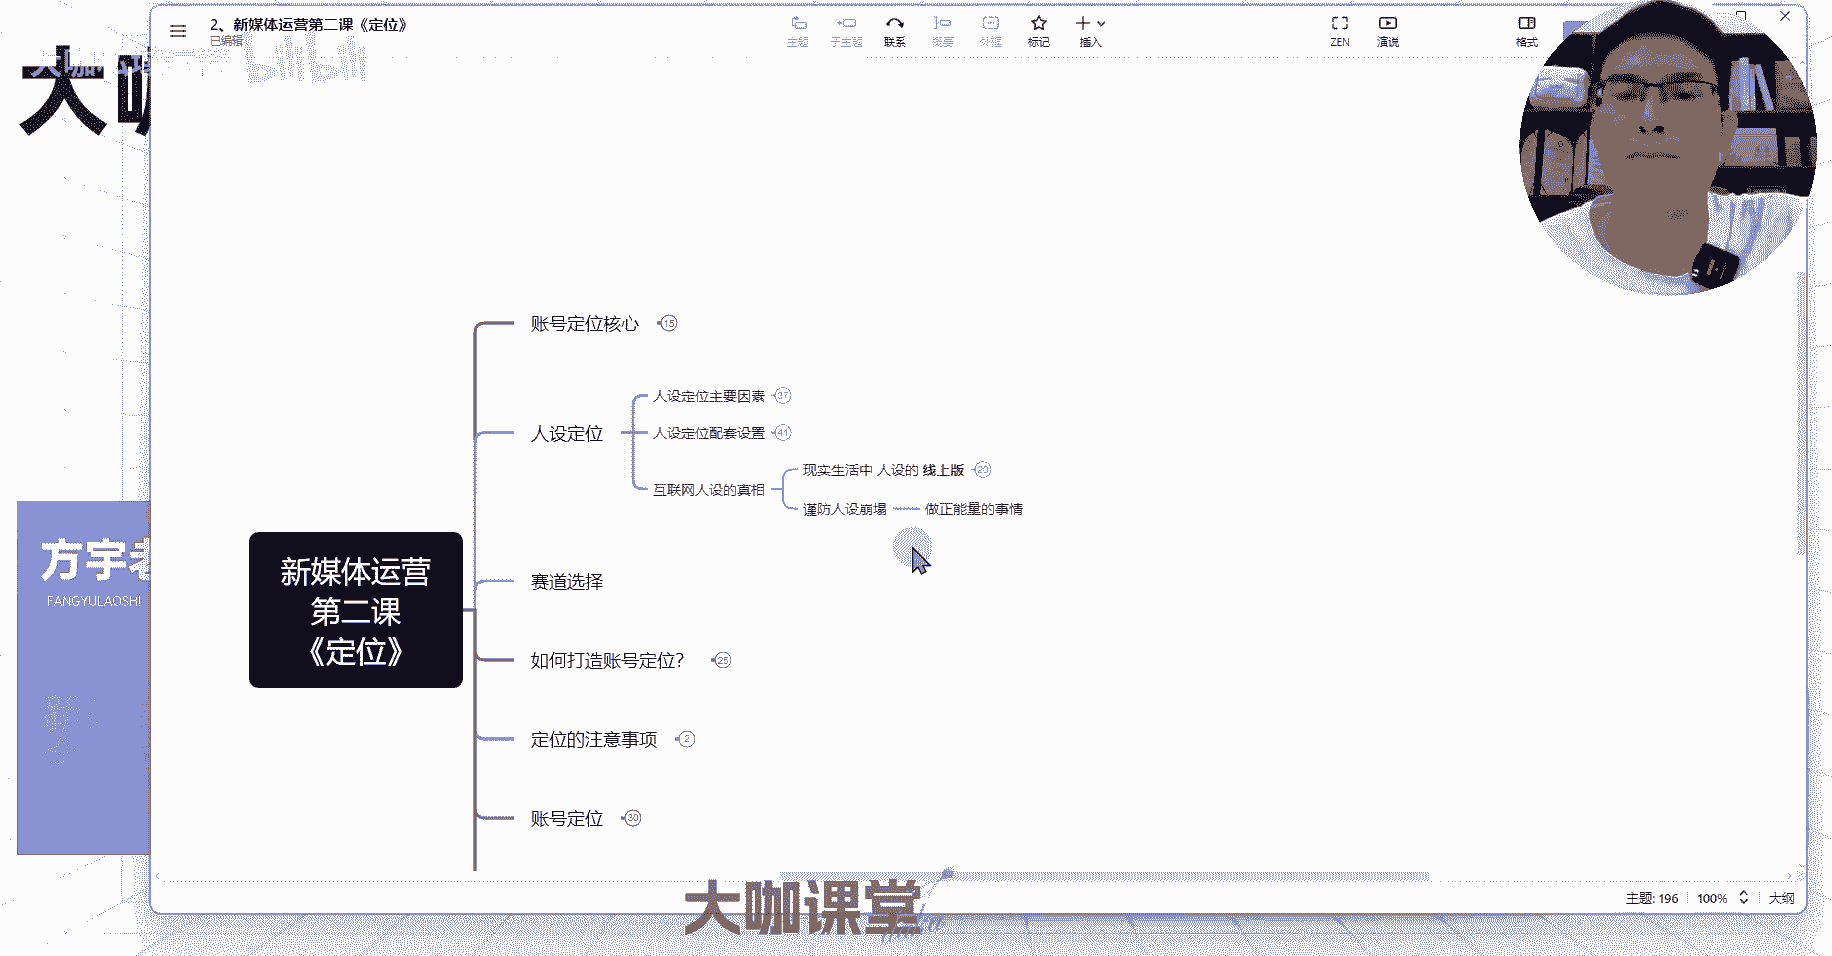 2、新媒体运营第二课《定位》
已编辑
主题
子主题
联系
概要
外框
标记
插入
ZEN
演说
格式
大咖
bilibili
账号定位核心 15
人设定位主要因素 37
人设定位
人设定位配套设置 41
现实生活中 人设的 线上版 20
互联网人设的真相
谨防人设崩塌
做正能量的事情
新媒体运营
第二课
《定位》
赛道选择
如何打造账号定位? 25
定位的注意事项 2
账号定位 30
方宇老
FANGYULAOSHI
大咖课堂
主题: 196
100%
大纲